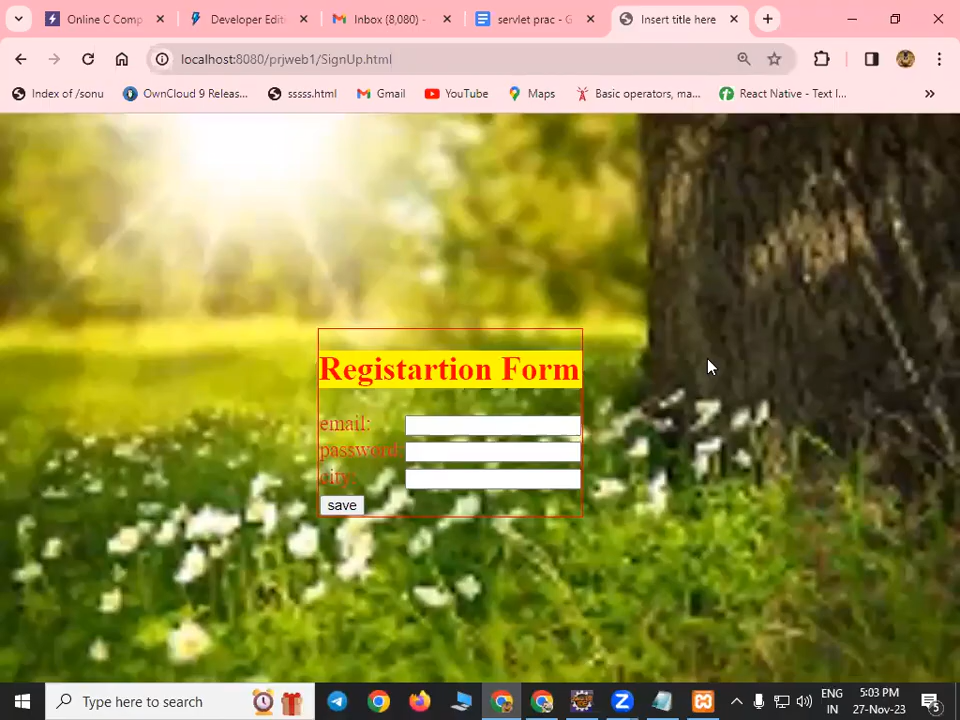 Online C Comp
Developer Editi
Inbox (8,080) -
servlet prac - G
Insert title here
localhost:8080/prjweb1/SignUp.html
Index of /sonu
OwnCloud 9 Releas...
sssss.html
Gmail
YouTube
Maps
Basic operators, ma...
React Native - Text I...
Registartion Form
email:
password:
city:
save
Type here to search
ENG
IN
5:03 PM
27-Nov-23
5